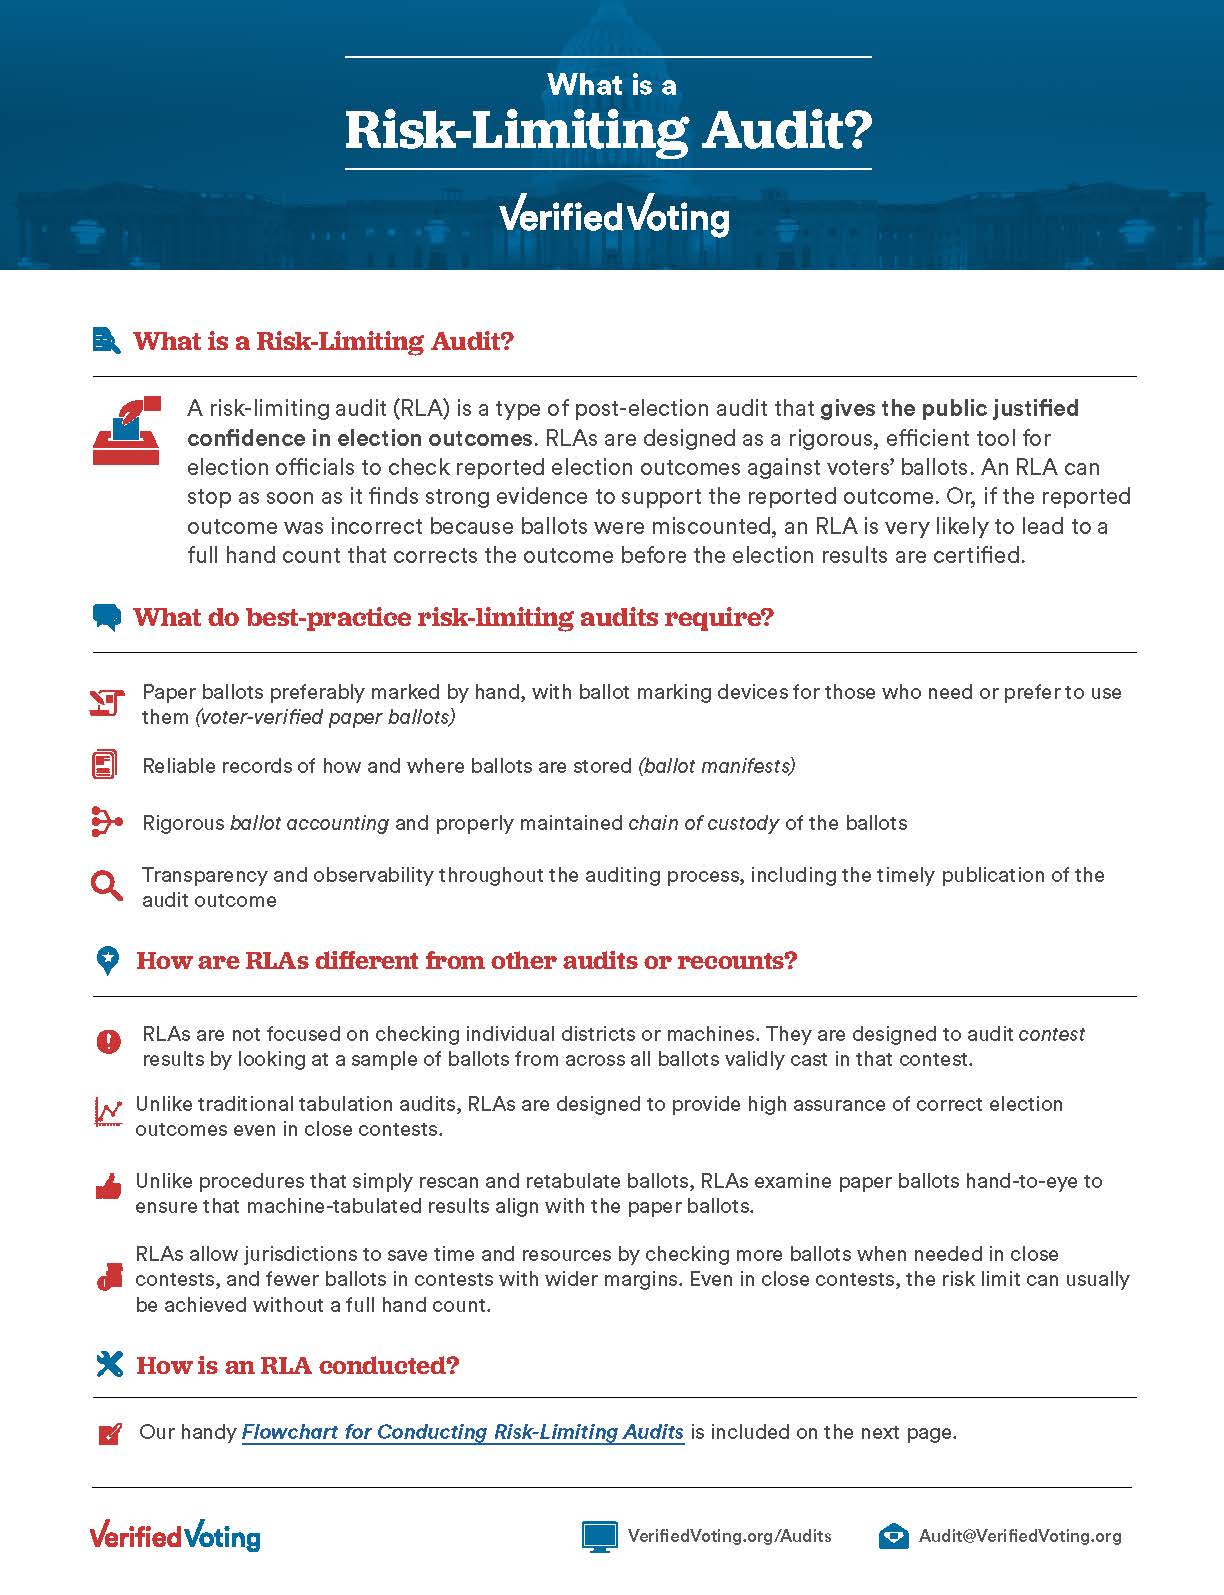 What is a
Risk-Limiting Audit?
VerifiedVoting
What is a Risk-Limiting Audit?
A risk-limiting audit (RLA) is a type of post-election audit that gives the public justified
confidence in election outcomes. RLAs are designed as a rigorous, efficient tool for
election officials to check reported election outcomes against voters’ ballots. An RLA can
stop as soon as it finds strong evidence to support the reported outcome. Or, if the reported
outcome was incorrect because ballots were miscounted, an RLA is very likely to lead to a
full hand count that corrects the outcome before the election results are certified.
What do best-practice risk-limiting audits require?
Paper ballots preferably marked by hand, with ballot marking devices for those who need or prefer to use
them (voter-verified paper ballots)
Reliable records of how and where ballots are stored (ballot manifests)
Rigorous ballot accounting and properly maintained chain of custody of the ballots
Transparency and observability throughout the auditing process, including the timely publication of the
audit outcome
How are RLAs different from other audits or recounts?
RLAs are not focused on checking individual districts or machines. They are designed to audit contest
results by looking at a sample of ballots from across all ballots validly cast in that contest.
Unlike traditional tabulation audits, RLAs are designed to provide high assurance of correct election
outcomes even in close contests.
Unlike procedures that simply rescan and retabulate ballots, RLAs examine paper ballots hand-to-eye to
ensure that machine-tabulated results align with the paper ballots.
RLAs allow jurisdictions to save time and resources by checking more ballots when needed in close
contests, and fewer ballots in contests with wider margins. Even in close contests, the risk limit can usually
be achieved without a full hand count.
How is an RLA conducted?
Our handy Flowchart for Conducting Risk-Limiting Audits is included on the next page.
VerifiedVoting
VerifiedVoting.org/Audits
Audit@VerifiedVoting.org